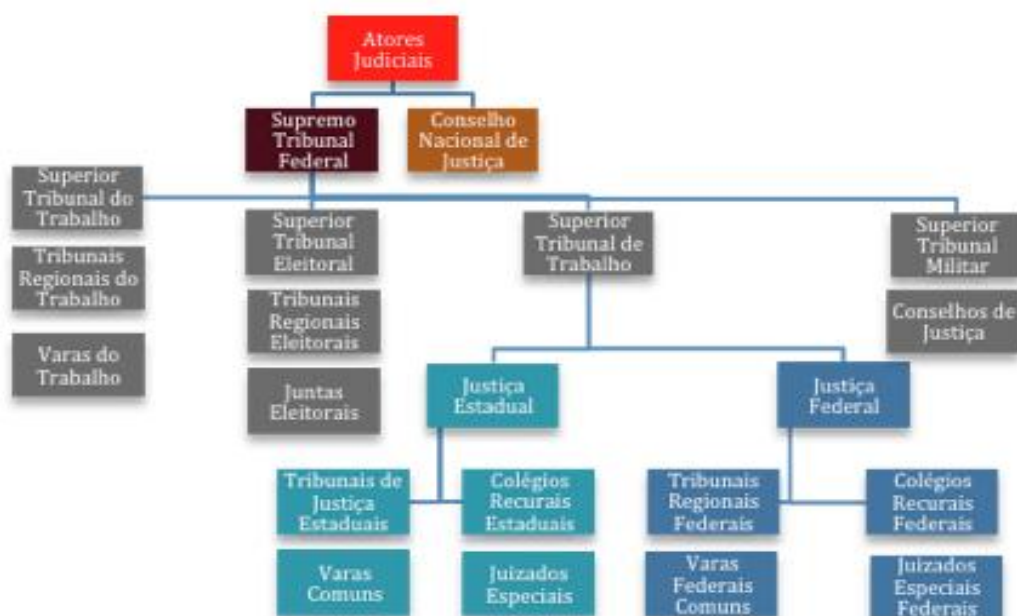 Atores
Judiciais
Supremo
Tribunal
Federal
Conselho
Nacional de
Justiça
Superior
Tribunal do
Trabalho
Superior
Tribunal
Eleitoral
Superior
Tribunal de
Trabalho
Superior
Tribunal
Militar
Tribunais
Regionais do
Trabalho
Tribunais
Regionais
Eleitorais
Conselhos de
Justiça
Varas do
Trabalho
Juntas
Eleitorais
Justiça
Estadual
Justiça
Federal
Tribunais de
Justiça
Estaduais
Colégios
Recurais
Estaduais
Tribunais
Regionais
Federais
Colégios
Recurais
Federais
Varas
Comuns
Juizados
Especiais
Varas
Federais
Comuns
Juizados
Especiais
Federais